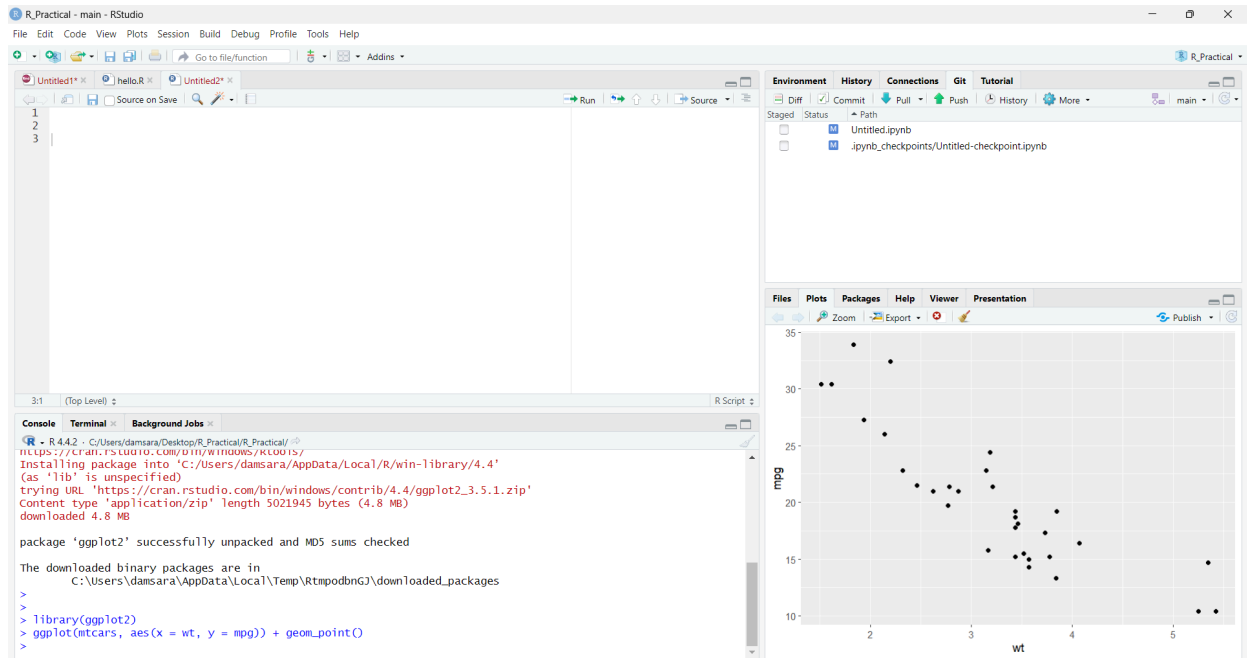 R_Practical - main - RStudio
File Edit Code View Plots Session Build Debug Profile Tools Help
Go to file/function Addins R_Practical
Untitled1* hello.R Untitled2*
Source on Save Run Source
1
2
3
3:1 (Top Level) R Script
Console Terminal Background Jobs
R 4.4.2 · C:/Users/damsara/Desktop/R_Practical/R_Practical/
https://cran.rstudio.com/bin/windows/Rtools/
Installing package into ‘C:/Users/damsara/AppData/Local/R/win-library/4.4’
(as ‘lib’ is unspecified)
trying URL 'https://cran.rstudio.com/bin/windows/contrib/4.4/ggplot2_3.5.1.zip'
Content type 'application/zip' length 5021945 bytes (4.8 MB)
downloaded 4.8 MB
package ‘ggplot2’ successfully unpacked and MD5 sums checked
The downloaded binary packages are in
C:\Users\damsara\AppData\Local\Temp\RtmpodbnGJ\downloaded_packages
>
>
> library(ggplot2)
> ggplot(mtcars, aes(x = wt, y = mpg)) + geom_point()
>
Environment History Connections Git Tutorial
Diff Commit Pull Push History More main
Staged Status Path
M Untitled.ipynb
M .ipynb_checkpoints/Untitled-checkpoint.ipynb
Files Plots Packages Help Viewer Presentation
Zoom Export Publish
35
30
25
20
15
10
mpg
2 3 4 5
wt